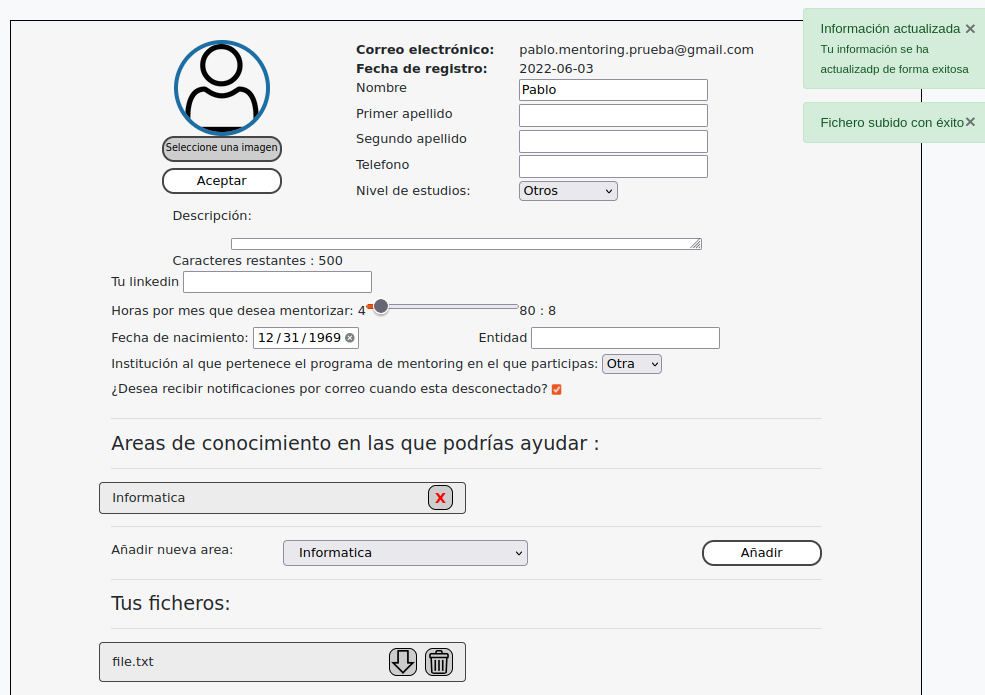 Información actualizada ×
Tu información se ha
actualizadp de forma exitosa
Fichero subido con éxito ×
Correo electrónico: pablo.mentoring.prueba@gmail.com
Fecha de registro: 2022-06-03
Nombre Pablo
Primer apellido
Segundo apellido
Telefono
Nivel de estudios: Otros
Seleccione una imagen
Aceptar
Descripción:
Caracteres restantes : 500
Tu linkedin
Horas por mes que desea mentorizar: 4 80 : 8
Fecha de nacimiento: 12/31/1969 Entidad
Institución al que pertenece el programa de mentoring en el que participas: Otra
¿Desea recibir notificaciones por correo cuando esta desconectado?
Areas de conocimiento en las que podrías ayudar :
Informatica X
Añadir nueva area: Informatica Añadir
Tus ficheros:
file.txt